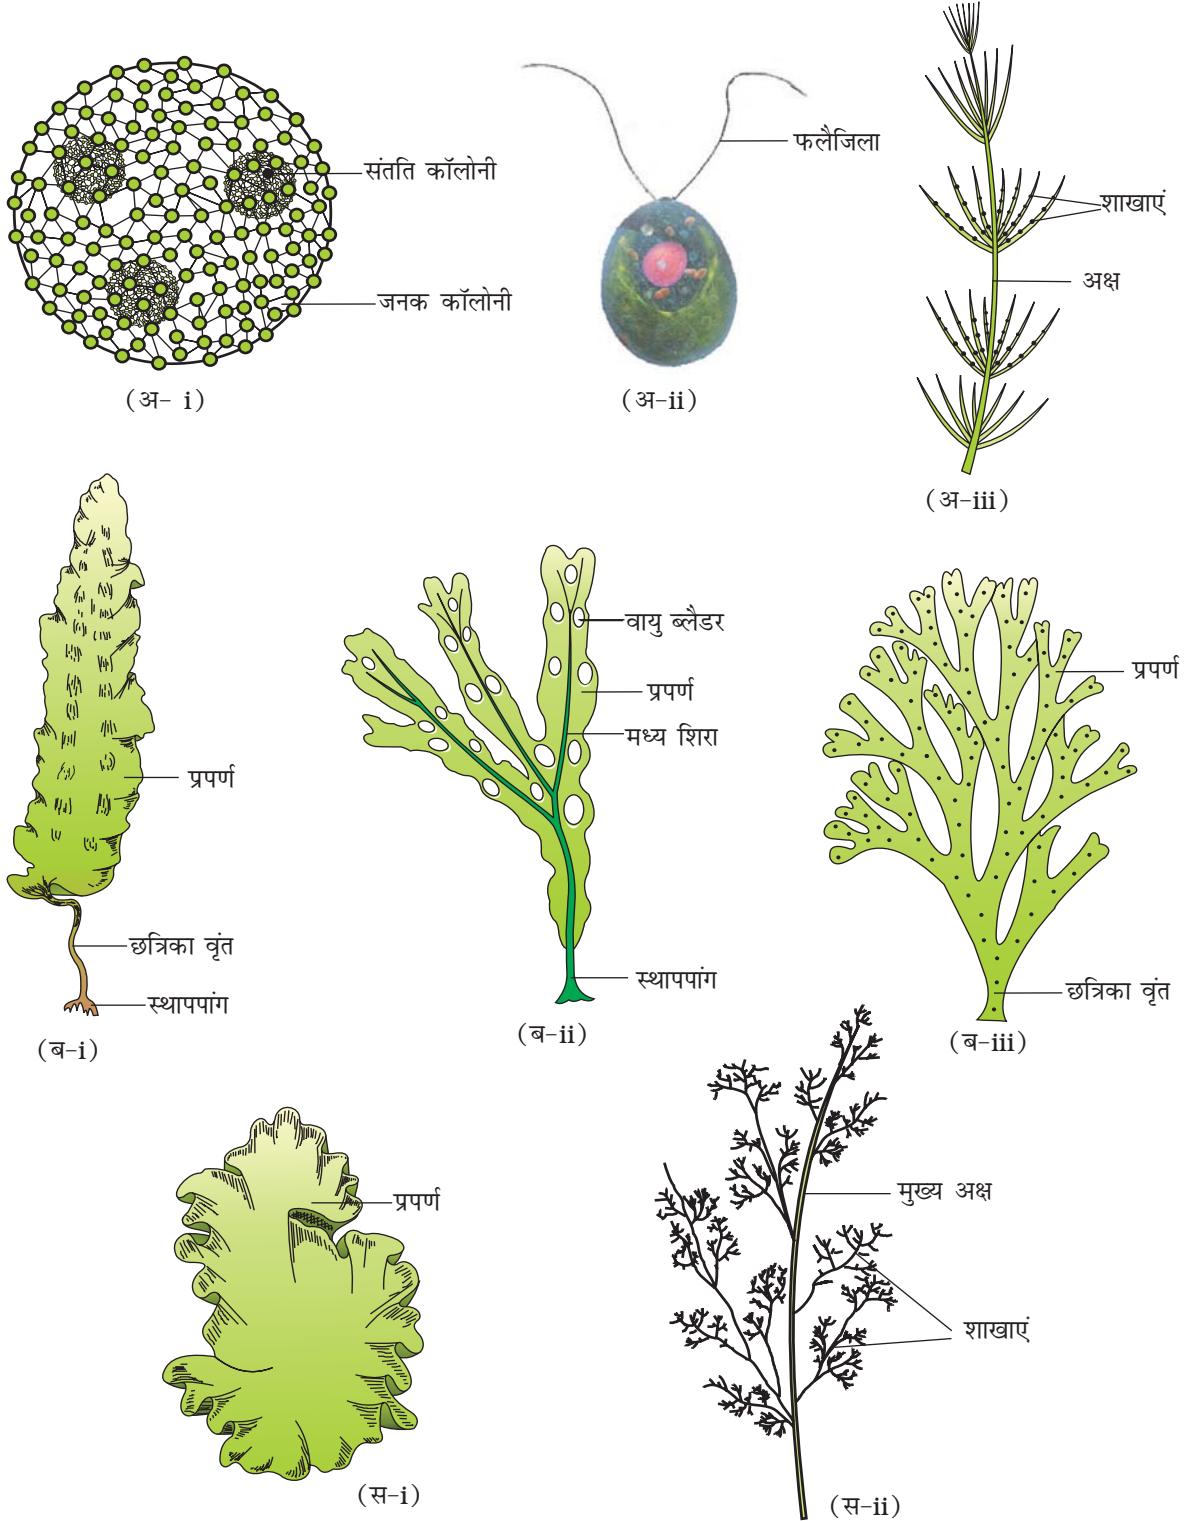 संतति कॉलोनी
जनक कॉलोनी
(अ- i)
फलैजिला
(अ-ii)
शाखाएं
अक्ष
(अ-iii)
प्रपर्ण
छत्रिका वृंत
स्थापपांग
(ब-i)
वायु ब्लैडर
प्रपर्ण
मध्य शिरा
स्थापपांग
(ब-ii)
प्रपर्ण
छत्रिका वृंत
(ब-iii)
प्रपर्ण
(स-i)
मुख्य अक्ष
शाखाएं
(स-ii)